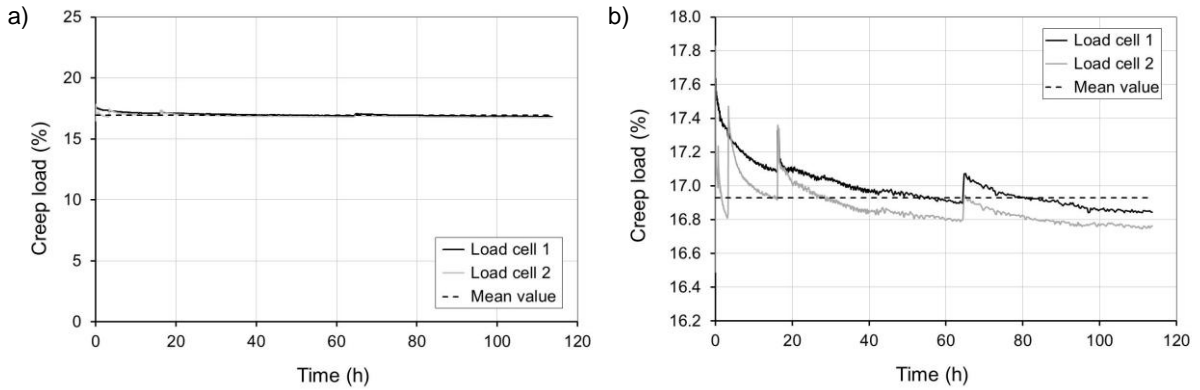 a)
25
20
15
10
5
0
Creep load (%)
0 20 40 60 80 100 120
Time (h)
Load cell 1
Load cell 2
Mean value
b)
18.0
17.8
17.6
17.4
17.2
17.0
16.8
16.6
16.4
16.2
Creep load (%)
0 20 40 60 80 100 120
Time (h)
Load cell 1
Load cell 2
Mean value